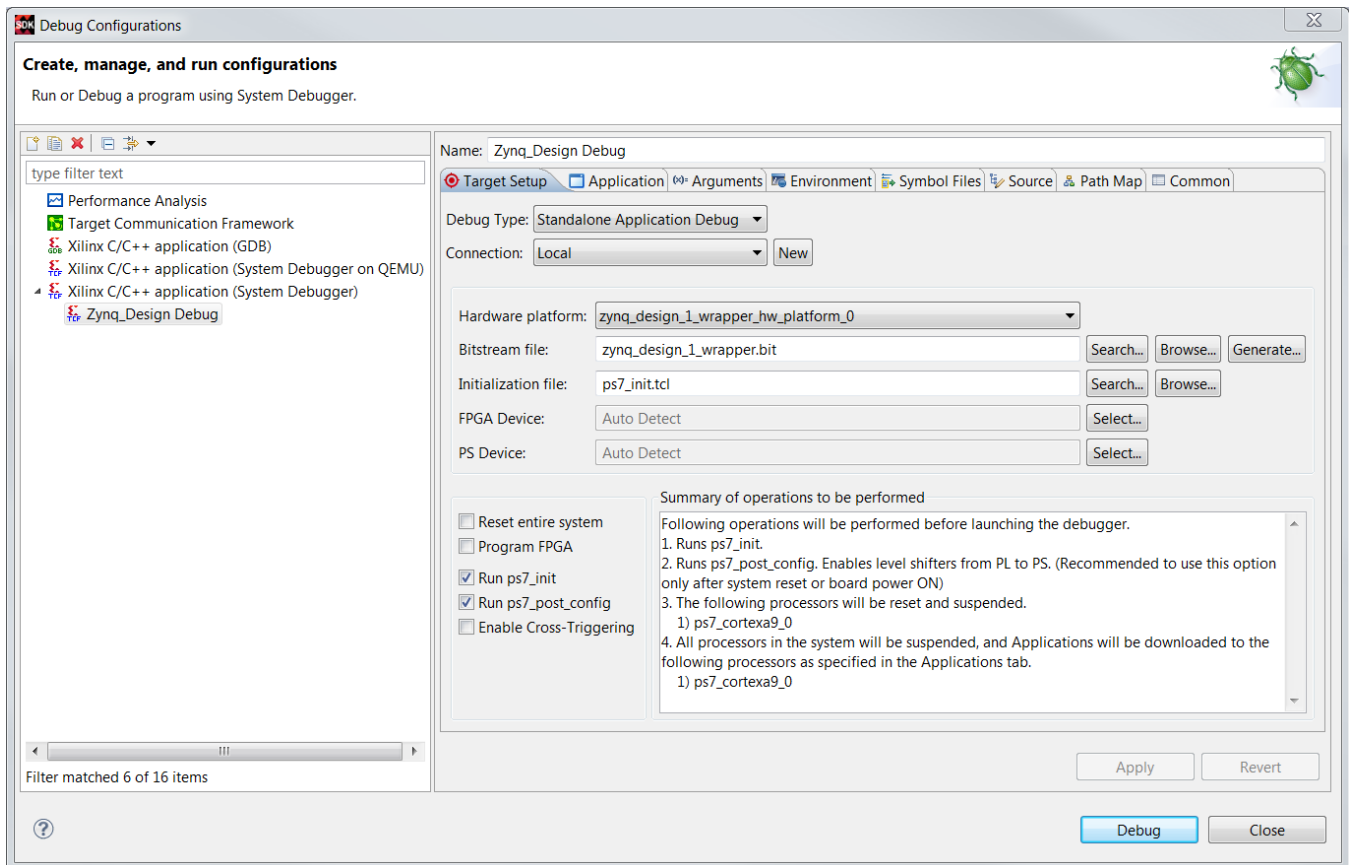 SDK Debug Configurations
Create, manage, and run configurations
Run or Debug a program using System Debugger.
type filter text
Performance Analysis
Target Communication Framework
Xilinx C/C++ application (GDB)
Xilinx C/C++ application (System Debugger on QEMU)
Xilinx C/C++ application (System Debugger)
Zynq_Design Debug
Filter matched 6 of 16 items
Name: Zynq_Design Debug
Target Setup Application (x)= Arguments Environment Symbol Files Source Path Map Common
Debug Type: Standalone Application Debug
Connection: Local New
Hardware platform: zynq_design_1_wrapper_hw_platform_0
Bitstream file: zynq_design_1_wrapper.bit Search... Browse... Generate...
Initialization file: ps7_init.tcl Search... Browse...
FPGA Device: Auto Detect Select...
PS Device: Auto Detect Select...
Reset entire system
Program FPGA
Run ps7_init
Run ps7_post_config
Enable Cross-Triggering
Summary of operations to be performed
Following operations will be performed before launching the debugger.
1. Runs ps7_init.
2. Runs ps7_post_config. Enables level shifters from PL to PS. (Recommended to use this option
only after system reset or board power ON)
3. The following processors will be reset and suspended.
1) ps7_cortexa9_0
4. All processors in the system will be suspended, and Applications will be downloaded to the
following processors as specified in the Applications tab.
1) ps7_cortexa9_0
Apply Revert
? Debug Close